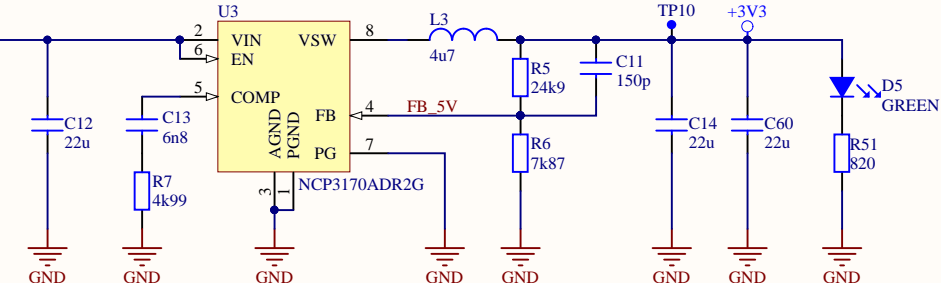 U3
TP10
+3V3
2
VIN
VSW
8
L3
4u7
6
EN
R5
24k9
C11
150p
D5
GREEN
5
COMP
FB
4
FB_5V
C12
22u
C13
6n8
AGND
PGND
PG
7
R6
7k87
C14
22u
C60
22u
R51
820
R7
4k99
3
1
NCP3170ADR2G
GND
GND
GND
GND
GND
GND
GND
GND